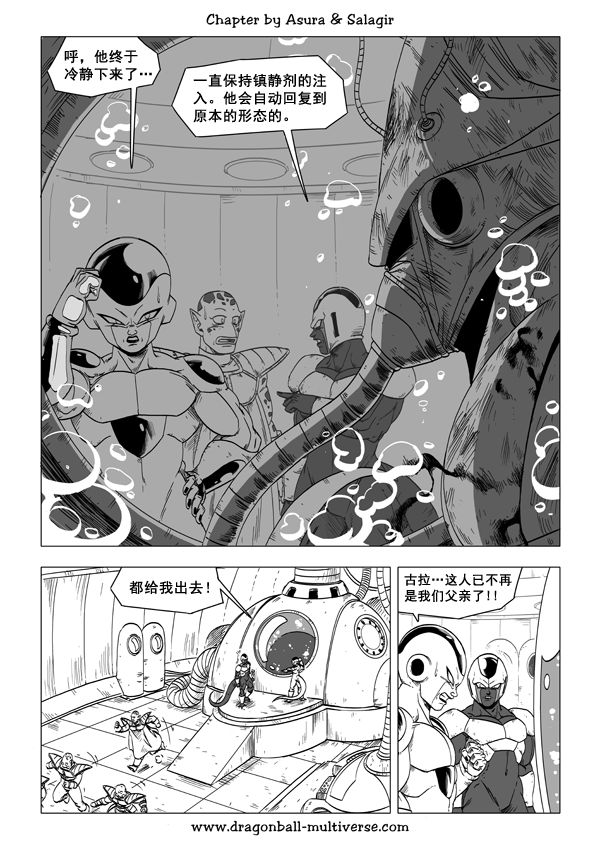 Chapter by Asura & Salagir
呼，他终于
冷静下来了…
一直保持镇静剂的注
入。他会自动回复到
原本的形态的。
都给我出去！
古拉…这人已不再
是我们父亲了!!
www.dragonball-multiverse.com